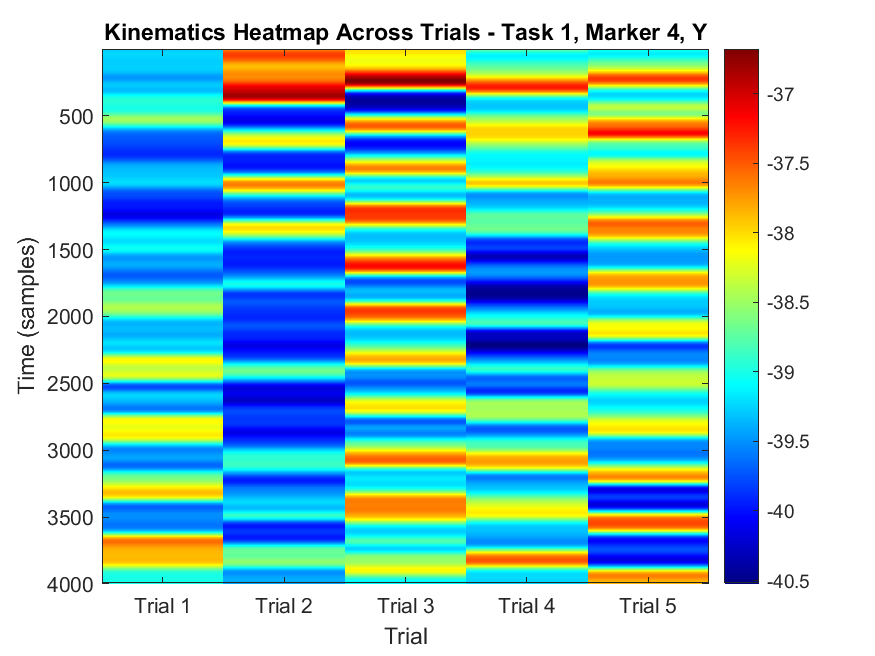 Kinematics Heatmap Across Trials - Task 1, Marker 4, Y
500
1000
1500
2000
2500
3000
3500
4000
Time (samples)
Trial 1
Trial 2
Trial 3
Trial 4
Trial 5
Trial
-37
-37.5
-38
-38.5
-39
-39.5
-40
-40.5